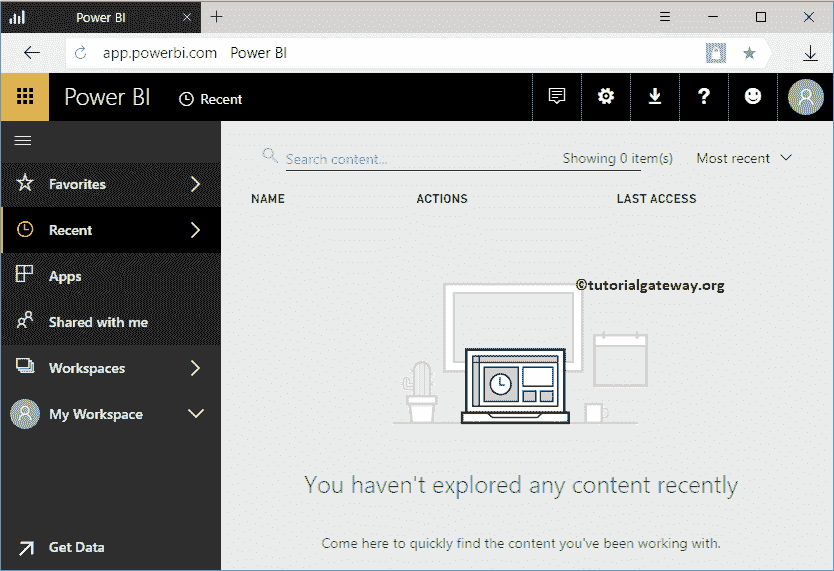 Power BI
app.powerbi.com Power BI
Power BI Recent ?
Search content... Showing 0 item(s) Most recent
Favorites
Recent
Apps
Shared with me
Workspaces
My Workspace
Get Data
NAME ACTIONS LAST ACCESS
©tutorialgateway.org
You haven't explored any content recently
Come here to quickly find the content you've been working with.